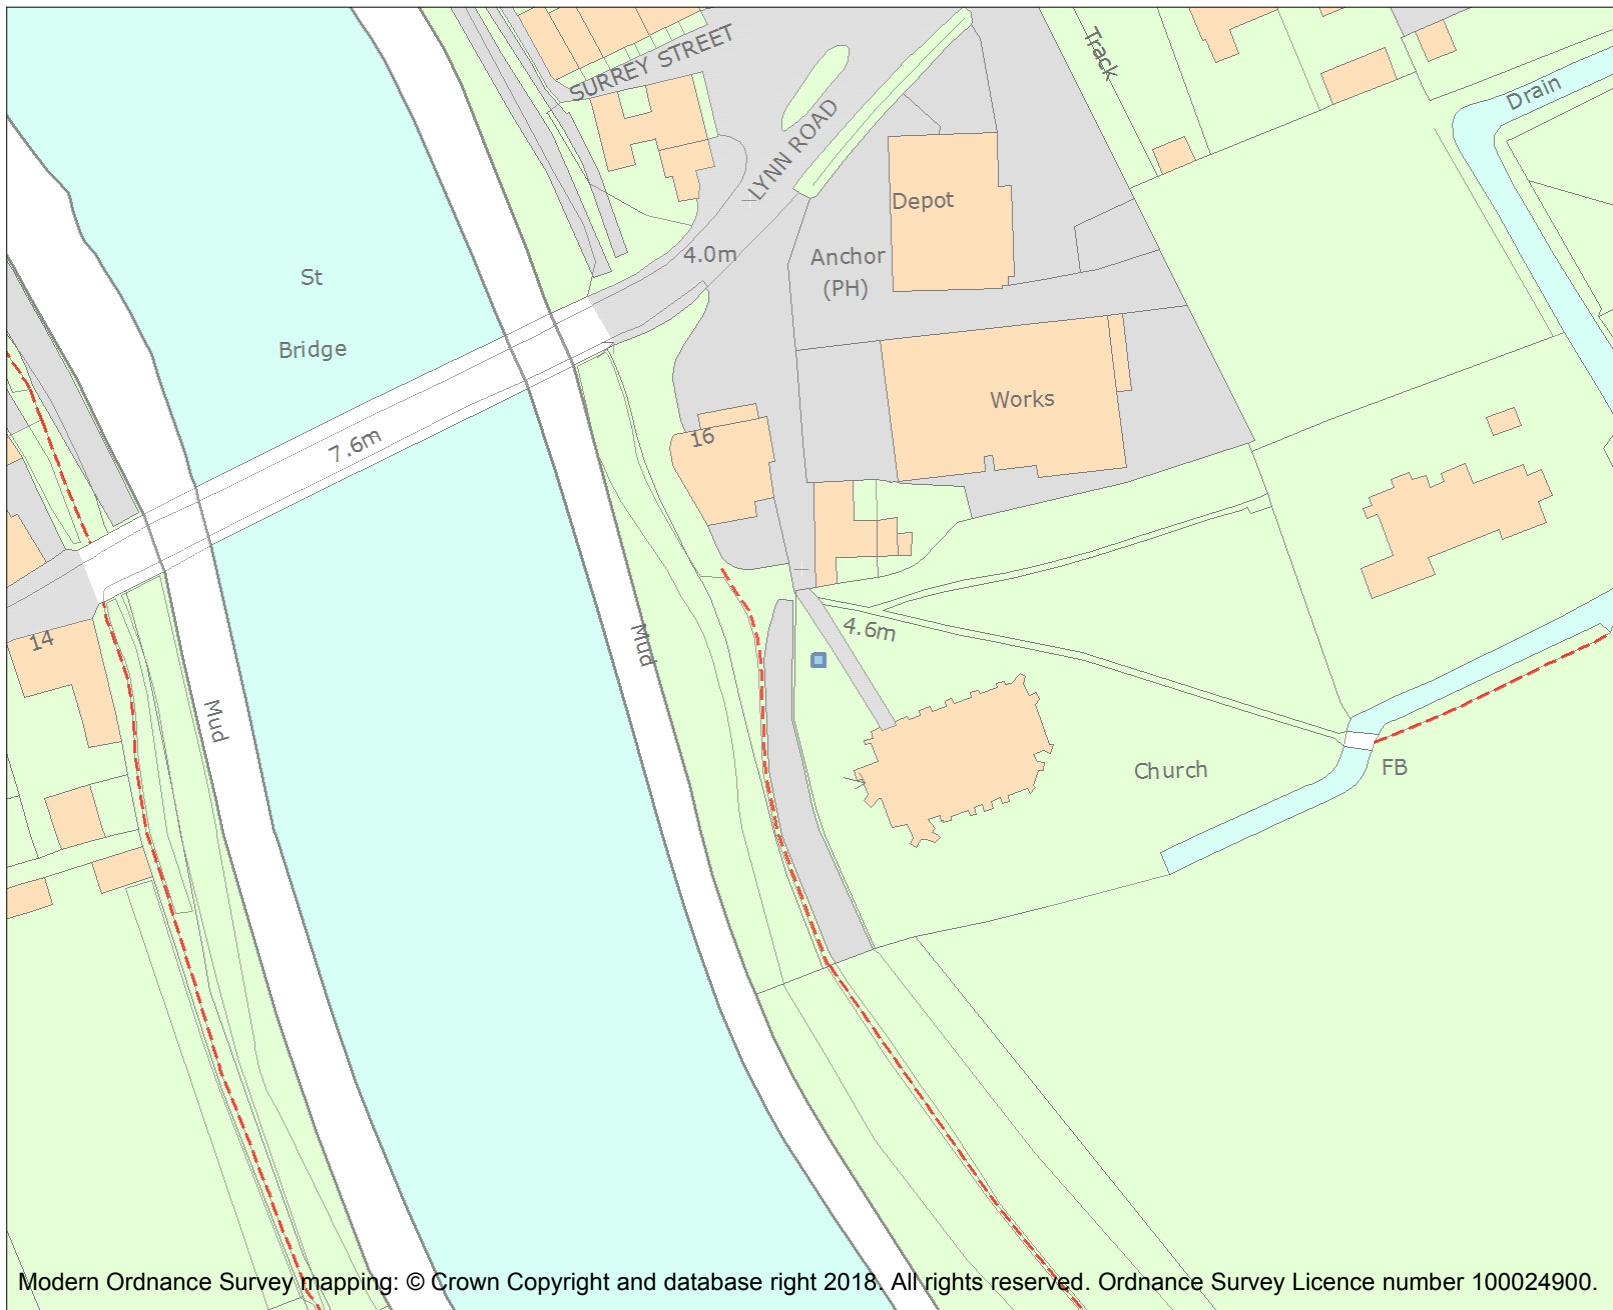 SURREY STREET
Track
Drain
LYNN ROAD
Depot
4.0m
Anchor
(PH)
St
Bridge
7.6m
Works
16
14
4.6m
Mud
Mud
Church
FB
Modern Ordnance Survey mapping: © Crown Copyright and database right 2018. All rights reserved. Ordnance Survey Licence number 100024900.